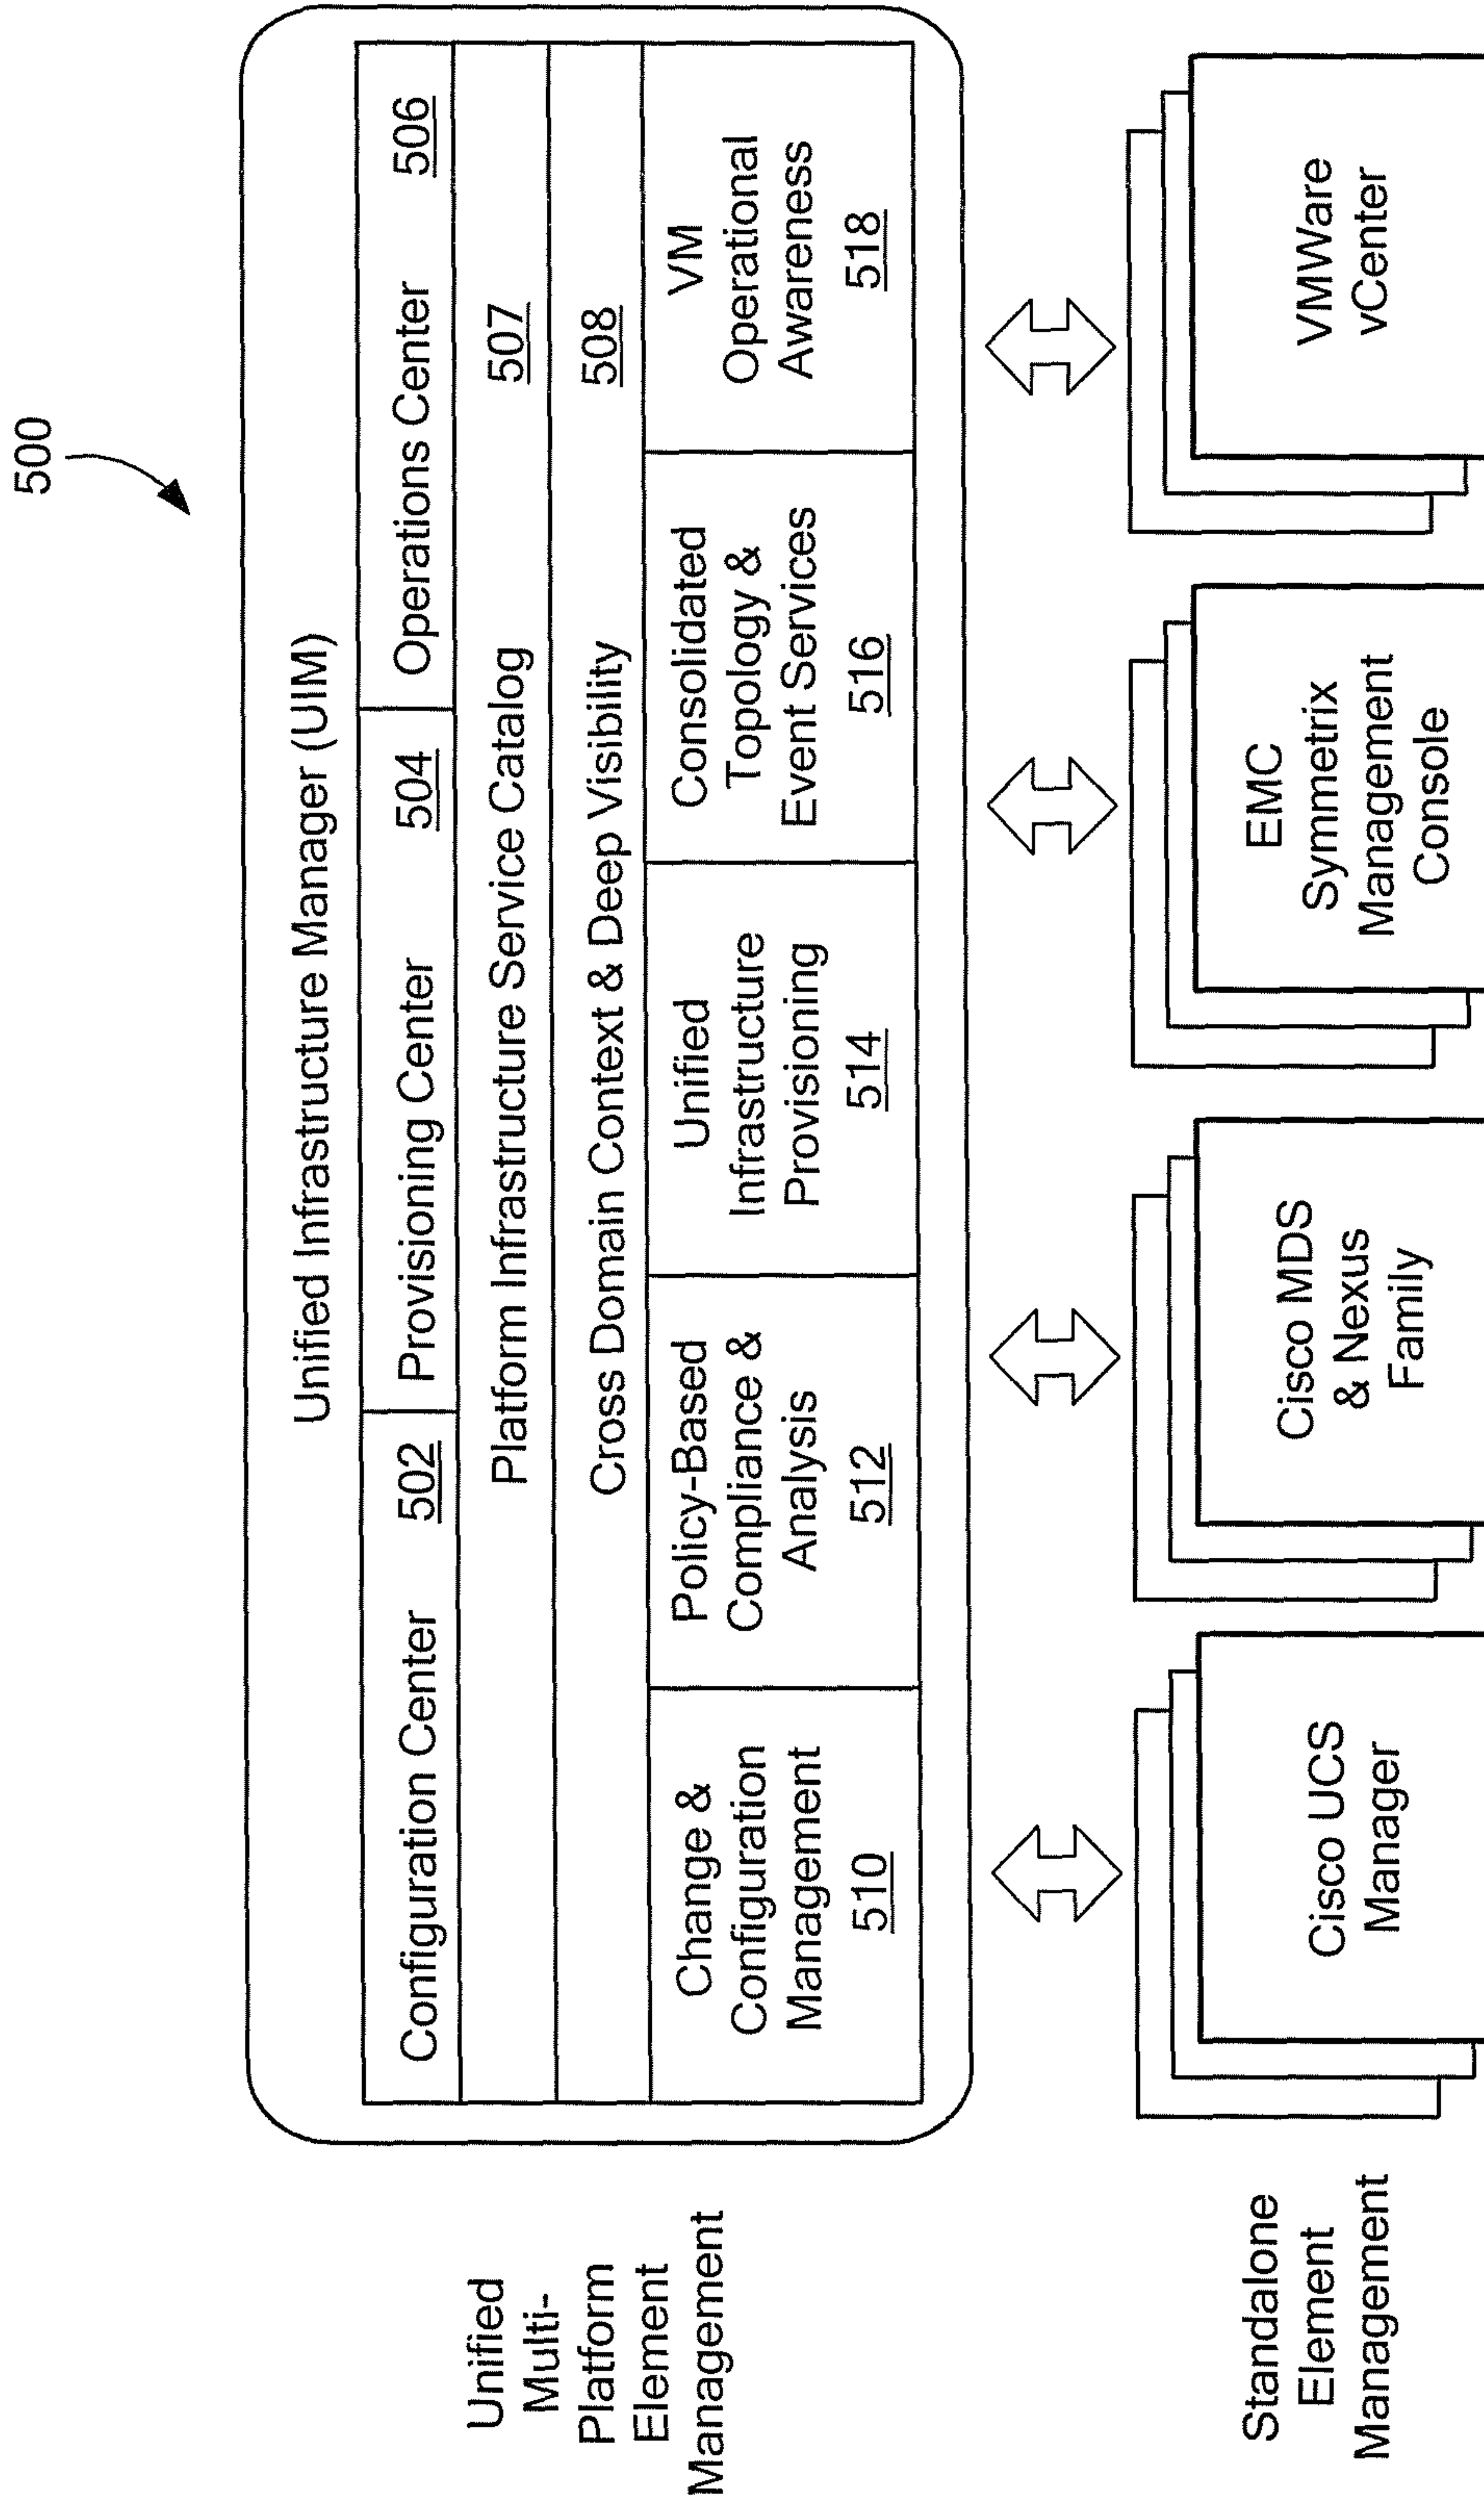 500
Unified Infrastructure Manager (UIM)
Configuration Center 502
Provisioning Center 504
Operations Center 506
Platform Infrastructure Service Catalog 507
Cross Domain Context & Deep Visibility 508
Change &
Configuration
Management
510
Policy-Based
Compliance &
Analysis
512
Unified
Infrastructure
Provisioning
514
Consolidated
Topology &
Event Services
516
VM
Operational
Awareness
518
Unified
Multi-
Platform
Element
Management
Standalone
Element
Management
Cisco UCS
Manager
Cisco MDS
& Nexus
Family
EMC
Symmetrix
Management
Console
VMWare
vCenter